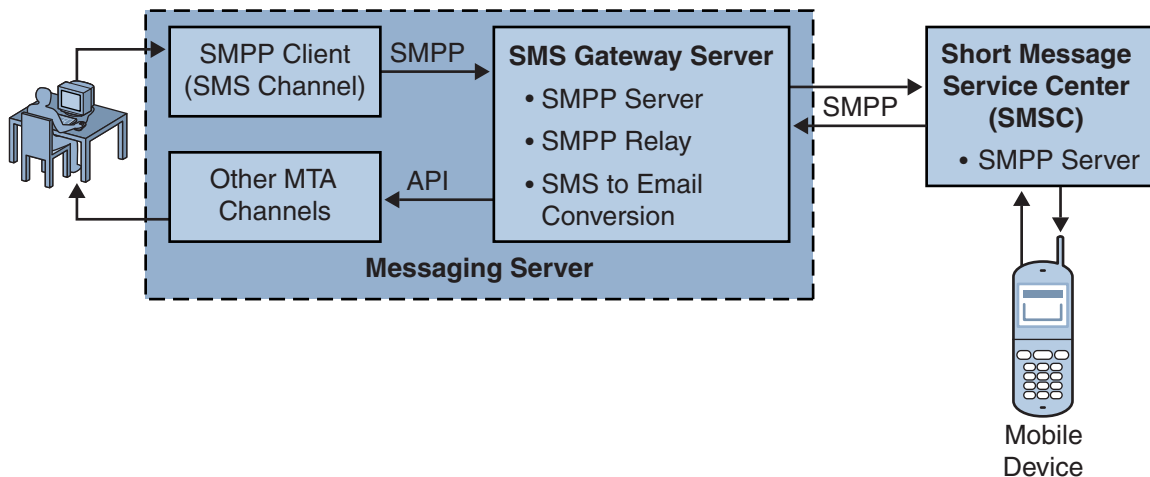 SMPP Client
(SMS Channel)
SMPP
SMS Gateway Server
• SMPP Server
• SMPP Relay
• SMS to Email
Conversion
Other MTA
Channels
API
Messaging Server
SMPP
Short Message
Service Center
(SMSC)
• SMPP Server
Mobile
Device